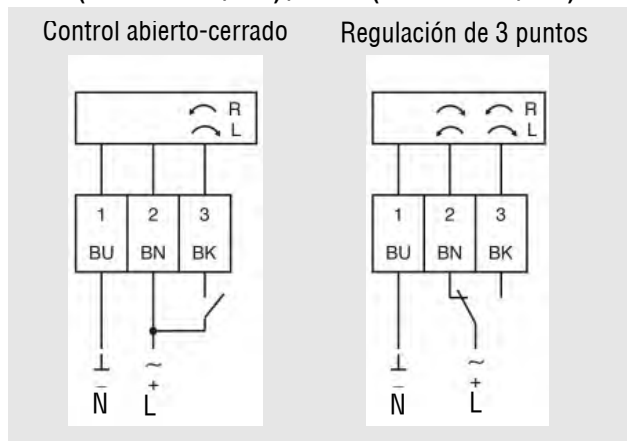 Control abierto-cerrado
Regulación de 3 puntos
R
L
1 2 3
BU BN BK
⊥ ~
− +
N L
R
L
1 2 3
BU BN BK
⊥ ~
− +
N L